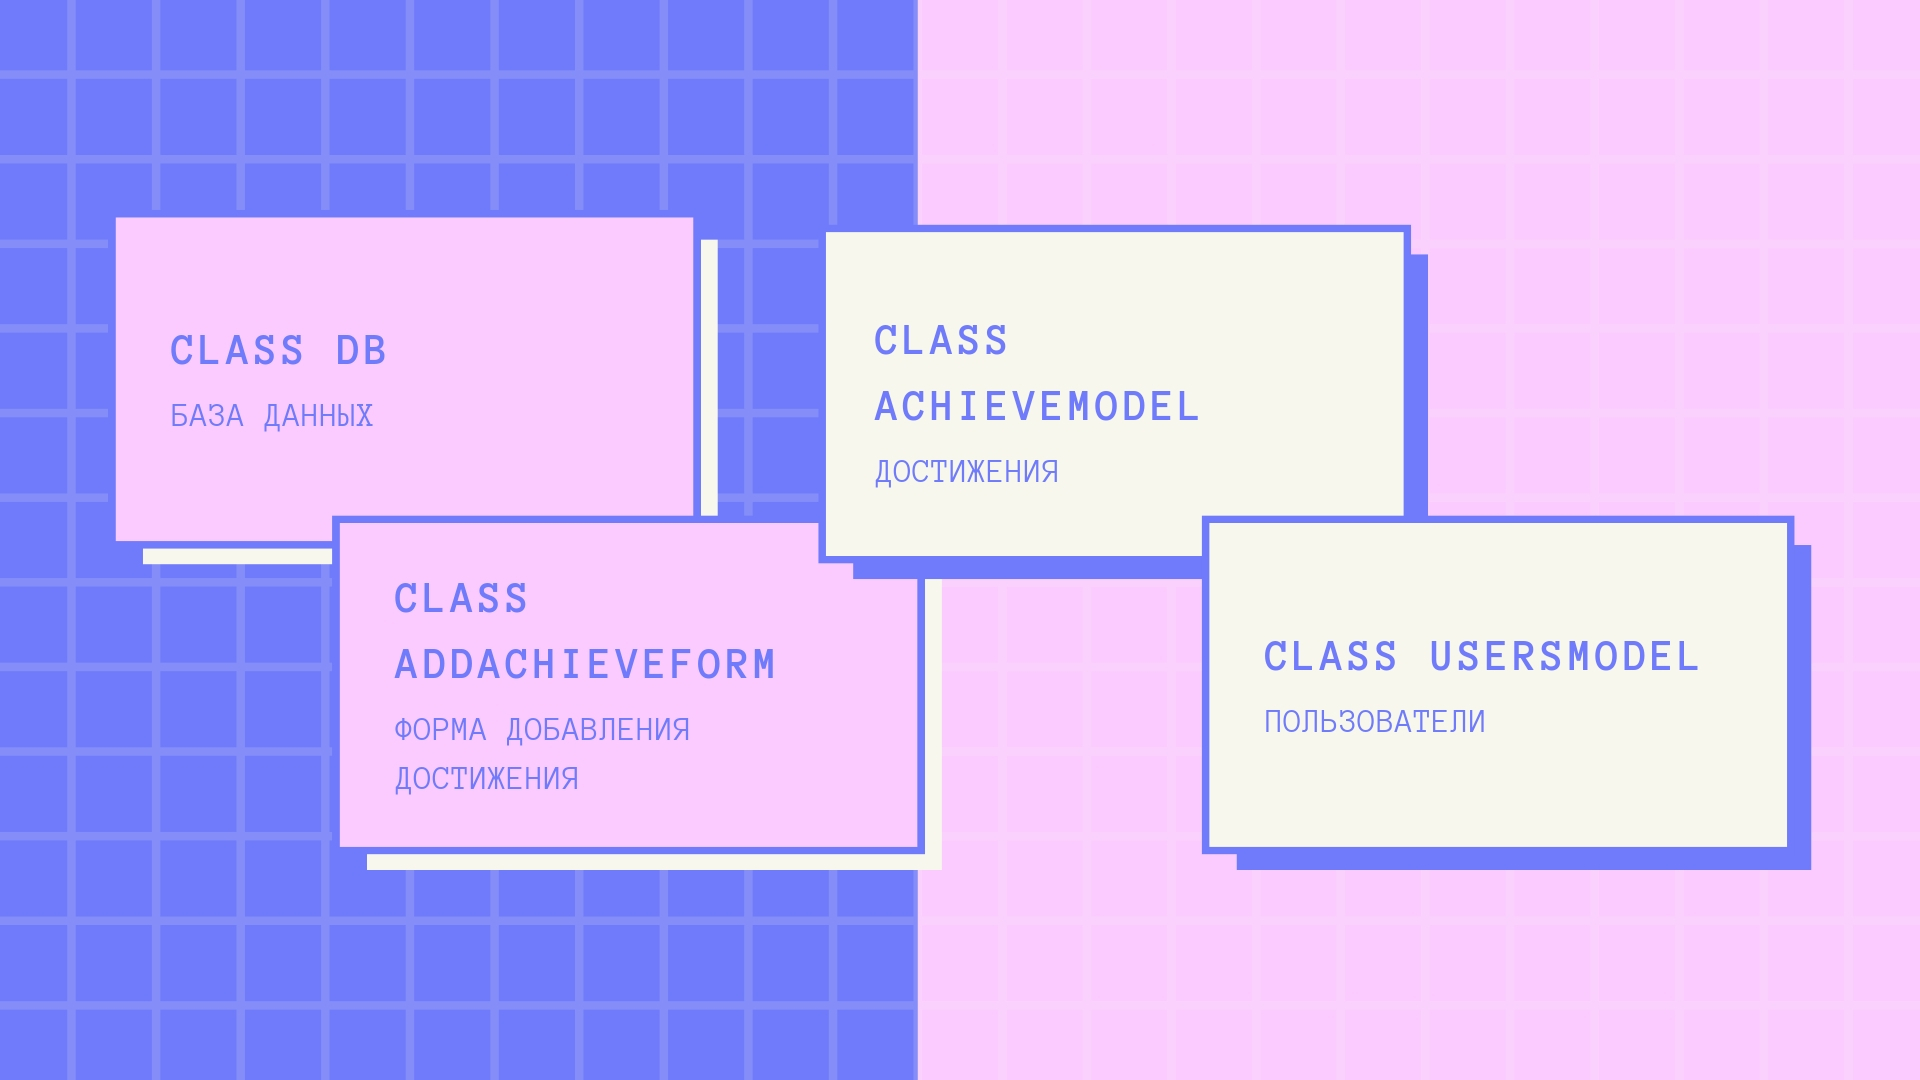 CLASS DB
БАЗА ДАННЫХ
CLASS
ACHIEVEMODEL
ДОСТИЖЕНИЯ
CLASS
ADDACHIEVEFORM
ФОРМА ДОБАВЛЕНИЯ
ДОСТИЖЕНИЯ
CLASS USERSMODEL
ПОЛЬЗОВАТЕЛИ